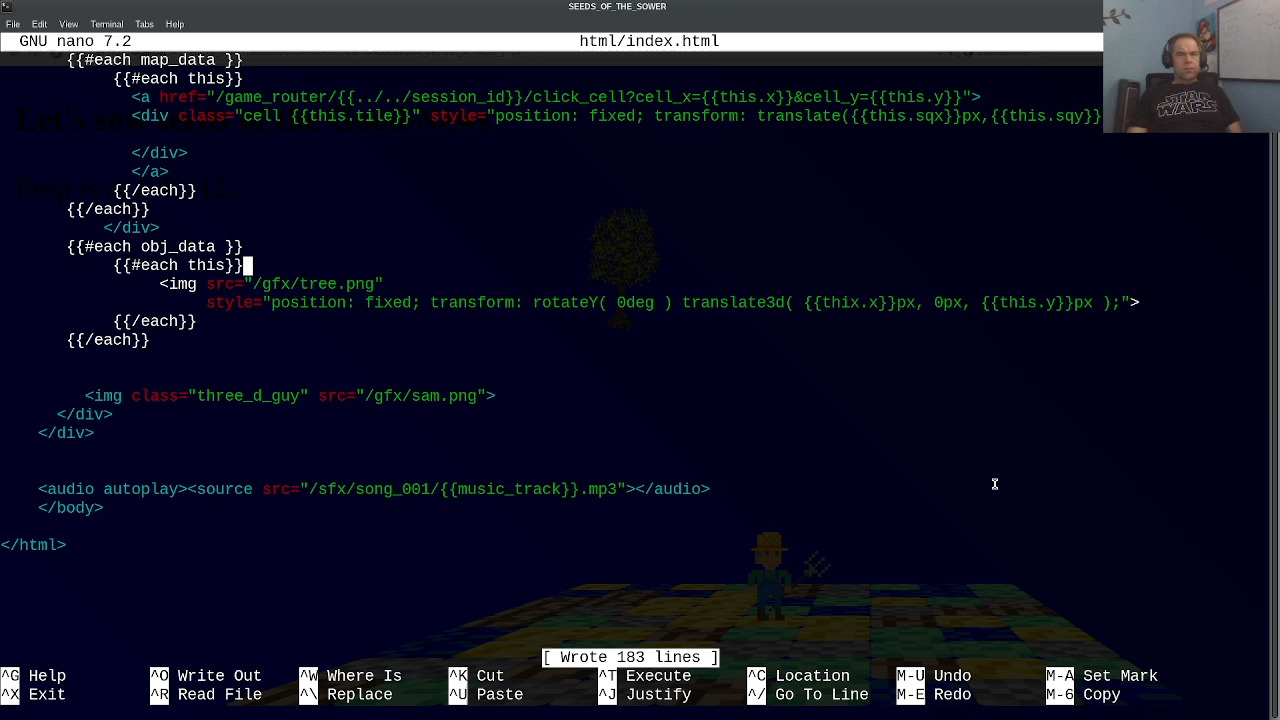 SEEDS_OF_THE_SOWER
File Edit View Terminal Tabs Help
GNU nano 7.2 html/index.html
{{#each map_data }}
{{#each this}}
<a href="/game_router/{{../../session_id}}/click_cell?cell_x={{this.x}}&cell_y={{this.y}}">
<div class="cell {{this.tile}}" style="position: fixed; transform: translate({{this.sqx}}px,{{this.sqy}}
</div>
</a>
{{/each}}
{{/each}}
</div>
{{#each obj_data }}
{{#each this}}
<img src="/gfx/tree.png"
style="position: fixed; transform: rotateY( 0deg ) translate3d( {{thix.x}}px, 0px, {{this.y}}px );">
{{/each}}
{{/each}}
<img class="three_d_guy" src="/gfx/sam.png">
</div>
</div>
<audio autoplay><source src="/sfx/song_001/{{music_track}}.mp3"></audio>
</body>
</html>
[ Wrote 183 lines ]
^G Help ^O Write Out ^W Where Is ^K Cut ^T Execute ^C Location M-U Undo M-A Set Mark
^X Exit ^R Read File ^\ Replace ^U Paste ^J Justify ^/ Go To Line M-E Redo M-6 Copy
STAR WARS